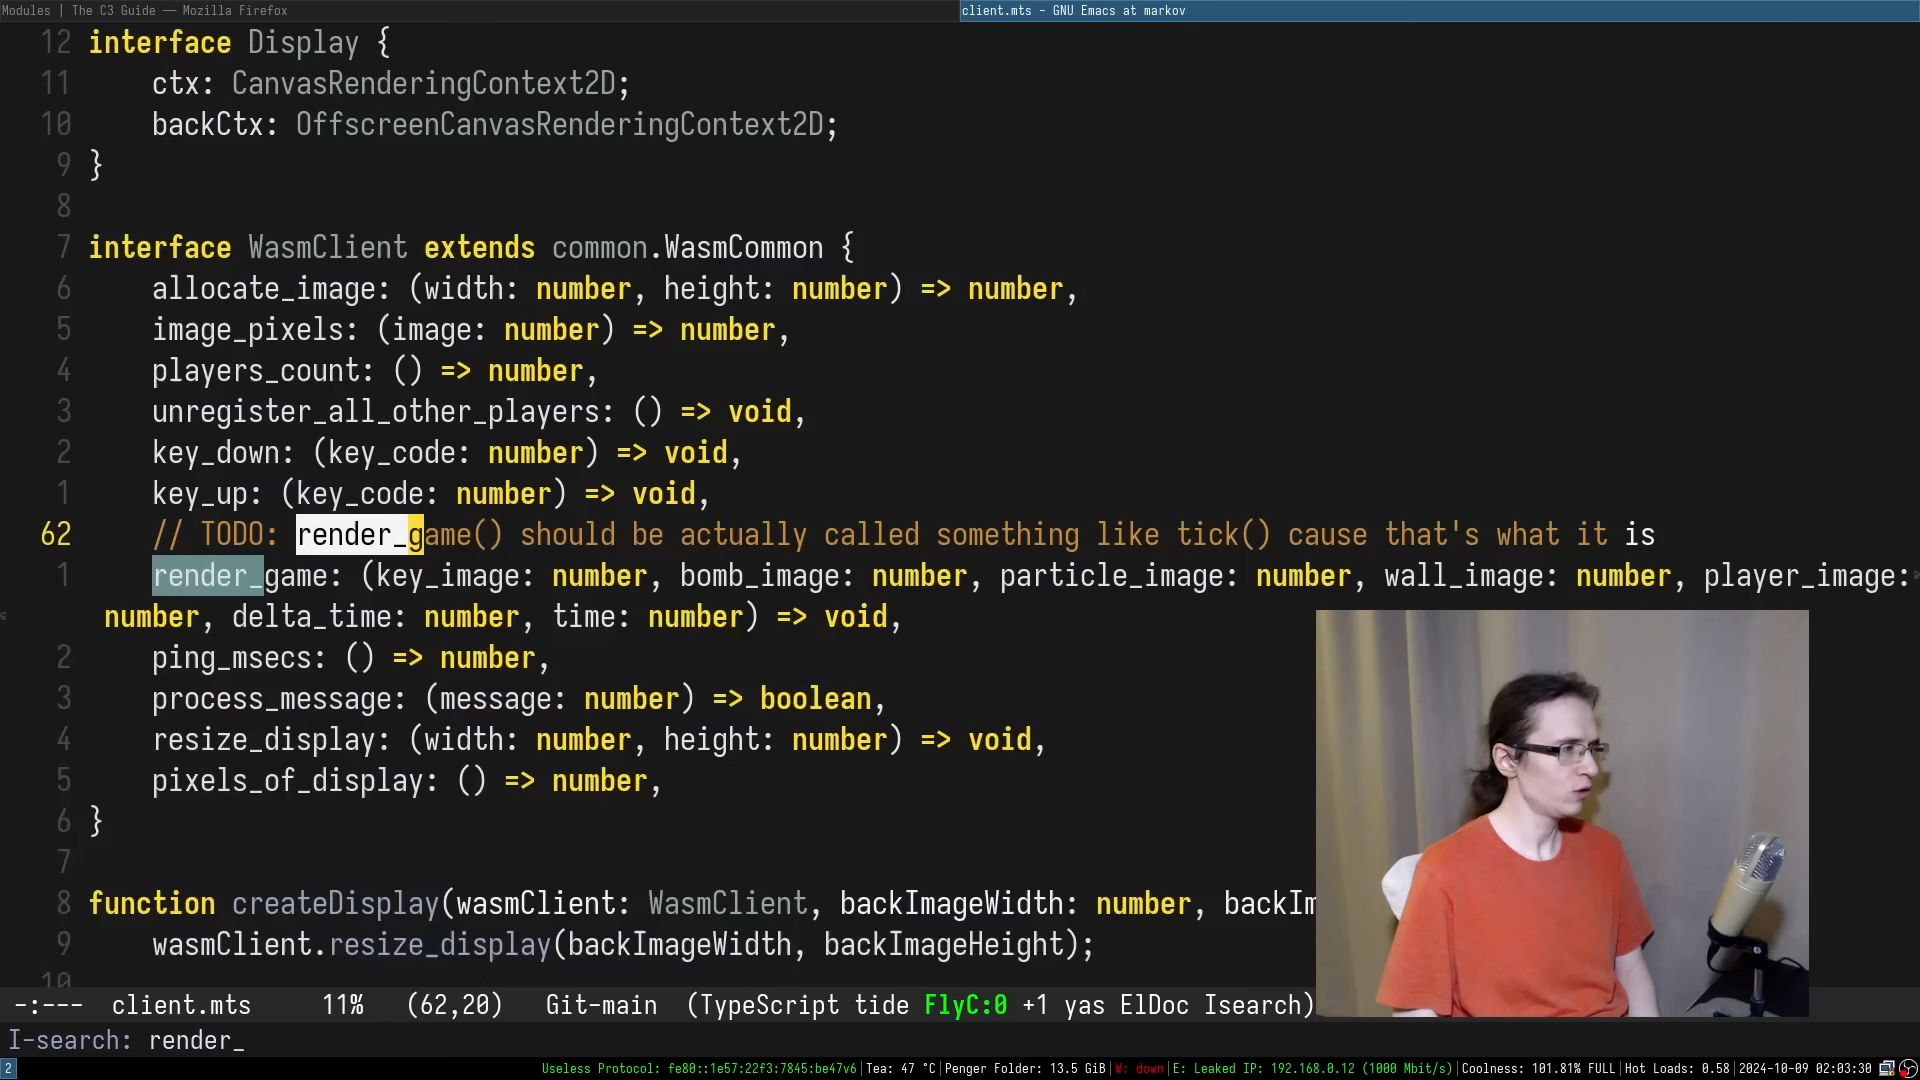 Modules | The C3 Guide — Mozilla Firefox
client.mts - GNU Emacs at markov
12 interface Display {
11 ctx: CanvasRenderingContext2D;
10 backCtx: OffscreenCanvasRenderingContext2D;
9 }
8
7 interface WasmClient extends common.WasmCommon {
6 allocate_image: (width: number, height: number) => number,
5 image_pixels: (image: number) => number,
4 players_count: () => number,
3 unregister_all_other_players: () => void,
2 key_down: (key_code: number) => void,
1 key_up: (key_code: number) => void,
62 // TODO: render_game() should be actually called something like tick() cause that's what it is
1 render_game: (key_image: number, bomb_image: number, particle_image: number, wall_image: number, player_image:
number, delta_time: number, time: number) => void,
2 ping_msecs: () => number,
3 process_message: (message: number) => boolean,
4 resize_display: (width: number, height: number) => void,
5 pixels_of_display: () => number,
6 }
7
8 function createDisplay(wasmClient: WasmClient, backImageWidth: number, backIm
9 wasmClient.resize_display(backImageWidth, backImageHeight);
10
-:--- client.mts 11% (62,20) Git-main (TypeScript tide FlyC:0 +1 yas ElDoc Isearch)
I-search: render_
2 Useless Protocol: fe80::1e57:22f3:7845:be47v6|Tea: 47 °C|Penger Folder: 13.5 GiB|W: down|E: Leaked IP: 192.168.0.12 (1000 Mbit/s)|Coolness: 101.81% FULL|Hot Loads: 0.58|2024-10-09 02:03:30